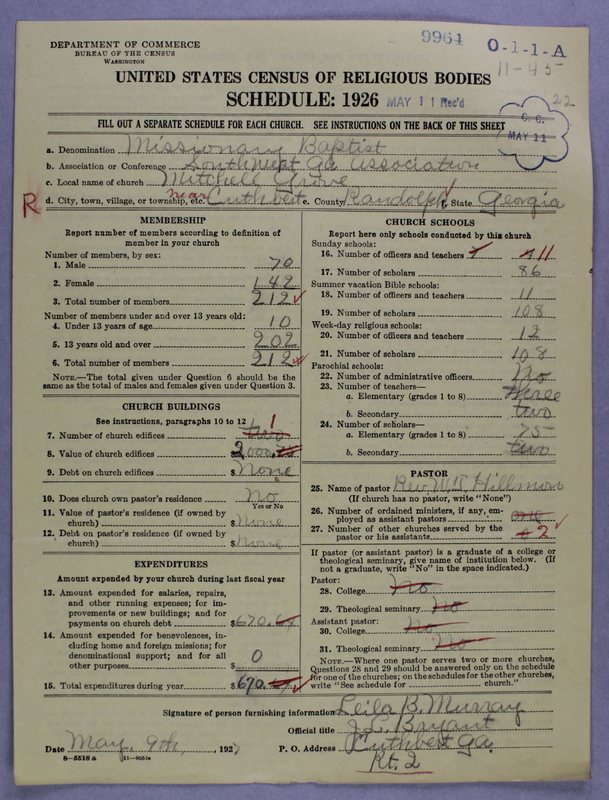 DEPARTMENT OF COMMERCE
BUREAU OF THE CENSUS
WASHINGTON
9964
O-1-1-A
11-45
22
UNITED STATES CENSUS OF RELIGIOUS BODIES
SCHEDULE: 1926
MAY 11 Rec'd
C. C.
MAY 11
FILL OUT A SEPARATE SCHEDULE FOR EACH CHURCH. SEE INSTRUCTIONS ON THE BACK OF THIS SHEET
a. Denomination Missionary Baptist
b. Association or Conference Southwest Ga Association
c. Local name of church Mitchell Grove
R d. City, town, village, or township, etc. near Cuthbert e. County Randolph f. State Georgia
MEMBERSHIP
Report number of members according to definition of
member in your church
Number of members, by sex:
1. Male 70
2. Female 142
3. Total number of members 212
Number of members under and over 13 years old:
4. Under 13 years of age 10
5. 13 years old and over 202
6. Total number of members 212
NOTE.—The total given under Question 6 should be the
same as the total of males and females given under Question 3.
CHURCH BUILDINGS
See instructions, paragraphs 10 to 12
7. Number of church edifices two 1
8. Value of church edifices 2,000
9. Debt on church edifices $ None
10. Does church own pastor's residence No
Yes or No
11. Value of pastor's residence (if owned by
church) $ None
12. Debt on pastor's residence (if owned by
church) $ None
EXPENDITURES
Amount expended by your church during last fiscal year
13. Amount expended for salaries, repairs,
and other running expenses; for im-
provements or new buildings; and for
payments on church debt $ 670.
14. Amount expended for benevolences, in-
cluding home and foreign missions; for
denominational support; and for all
other purposes $ 0
15. Total expenditures during year $ 670.
CHURCH SCHOOLS
Report here only schools conducted by this church
Sunday schools:
16. Number of officers and teachers 11
17. Number of scholars 86
Summer vacation Bible schools:
18. Number of officers and teachers 11
19. Number of scholars 108
Week-day religious schools:
20. Number of officers and teachers 12
21. Number of scholars 108
Parochial schools:
22. Number of administrative officers No
23. Number of teachers—
a. Elementary (grades 1 to 8) three
b. Secondary two
24. Number of scholars—
a. Elementary (grades 1 to 8) 75
b. Secondary two
PASTOR
25. Name of pastor Rev. Hillman
(If church has no pastor, write "None")
26. Number of ordained ministers, if any, em-
ployed as assistant pastors one
27. Number of other churches served by the
pastor or his assistants 2
If pastor (or assistant pastor) is a graduate of a college or
theological seminary, give name of institution below. (If
not a graduate, write "No" in the space indicated.)
Pastor:
28. College No
29. Theological seminary No
Assistant pastor:
30. College No
31. Theological seminary No
NOTE.—Where one pastor serves two or more churches,
Questions 28 and 29 should be answered only on the schedule
for one of the churches; on the schedules for the other churches,
write "See schedule for church."
Signature of person furnishing information Leila B. Murray
Official title J. L. Bryant
Date May, 9th, 1927 P. O. Address Cuthbert Ga.
Rt. 2
8—5518 a
11—9551a